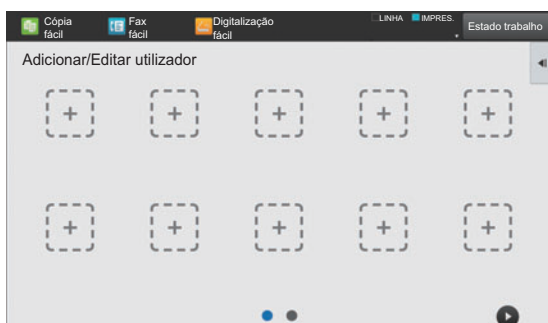 Cópia
fácil
Fax
fácil
Digitalização
fácil
LINHA
IMPRES.
Estado trabalho
Adicionar/Editar utilizador